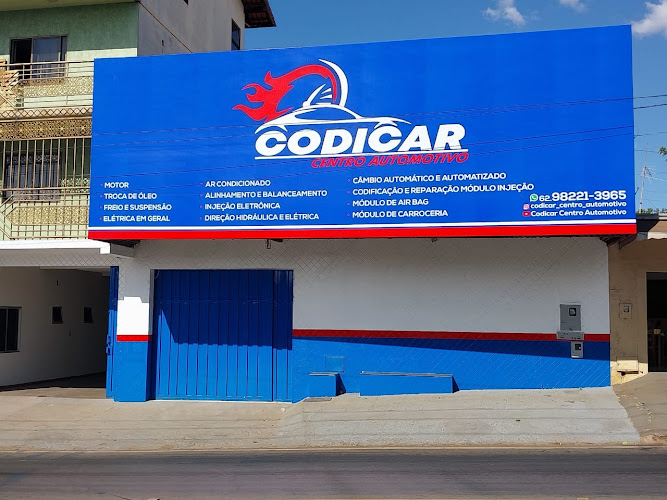 CODICAR
CENTRO AUTOMOTIVO
· MOTOR
· TROCA DE ÓLEO
· FREIO E SUSPENSÃO
· ELÉTRICA EM GERAL
· AR CONDICIONADO
· ALINHAMENTO E BALANCEAMENTO
· INJEÇÃO ELETRÔNICA
· DIREÇÃO HIDRÁULICA E ELÉTRICA
· CÂMBIO AUTOMÁTICO E AUTOMATIZADO
· CODIFICAÇÃO E REPARAÇÃO MÓDULO INJEÇÃO
· MÓDULO DE AIR BAG
· MÓDULO DE CARROCERIA
62 98221-3965
codicar_centro_automotivo
Codicar Centro Automotivo